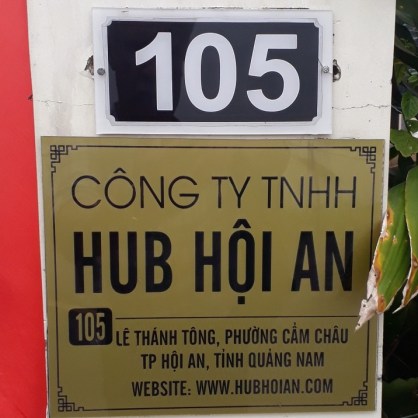 105
CÔNG TY TNHH
HUB HỘI AN
105 LÊ THÁNH TÔNG, PHƯỜNG CẨM CHÂU
TP HỘI AN, TỈNH QUẢNG NAM
WEBSITE: WWW.HUBHOIAN.COM